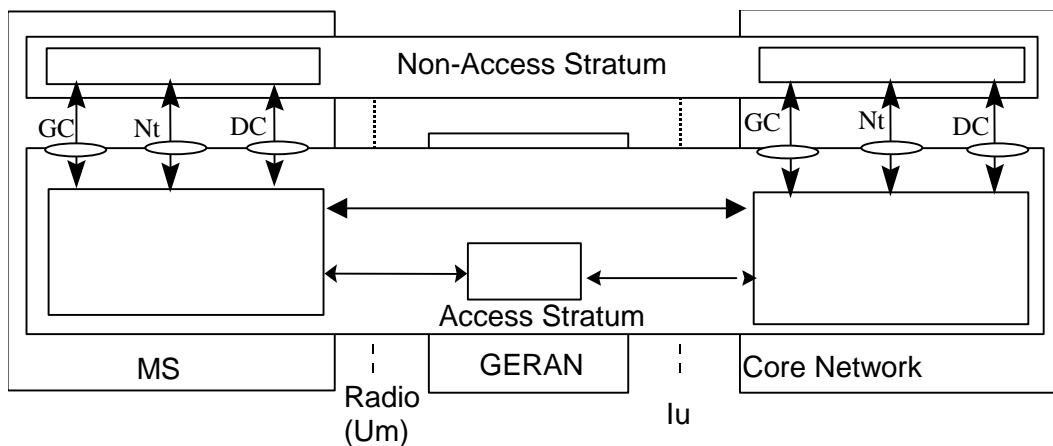 Non-Access Stratum
GC
Nt
DC
GC
Nt
DC
Access Stratum
MS
GERAN
Core Network
Radio
(Um)
Iu